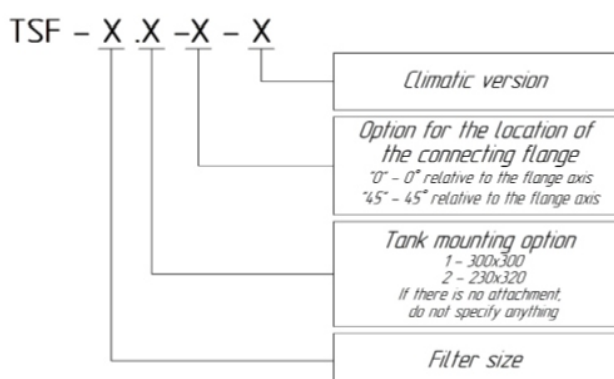 TSF - X .X -X - X
Climatic version
Option for the location of
the connecting flange
"0" - 0° relative to the flange axis
"45" - 45° relative to the flange axis
Tank mounting option
1 - 300x300
2 - 230x320
If there is no attachment,
do not specify anything
Filter size